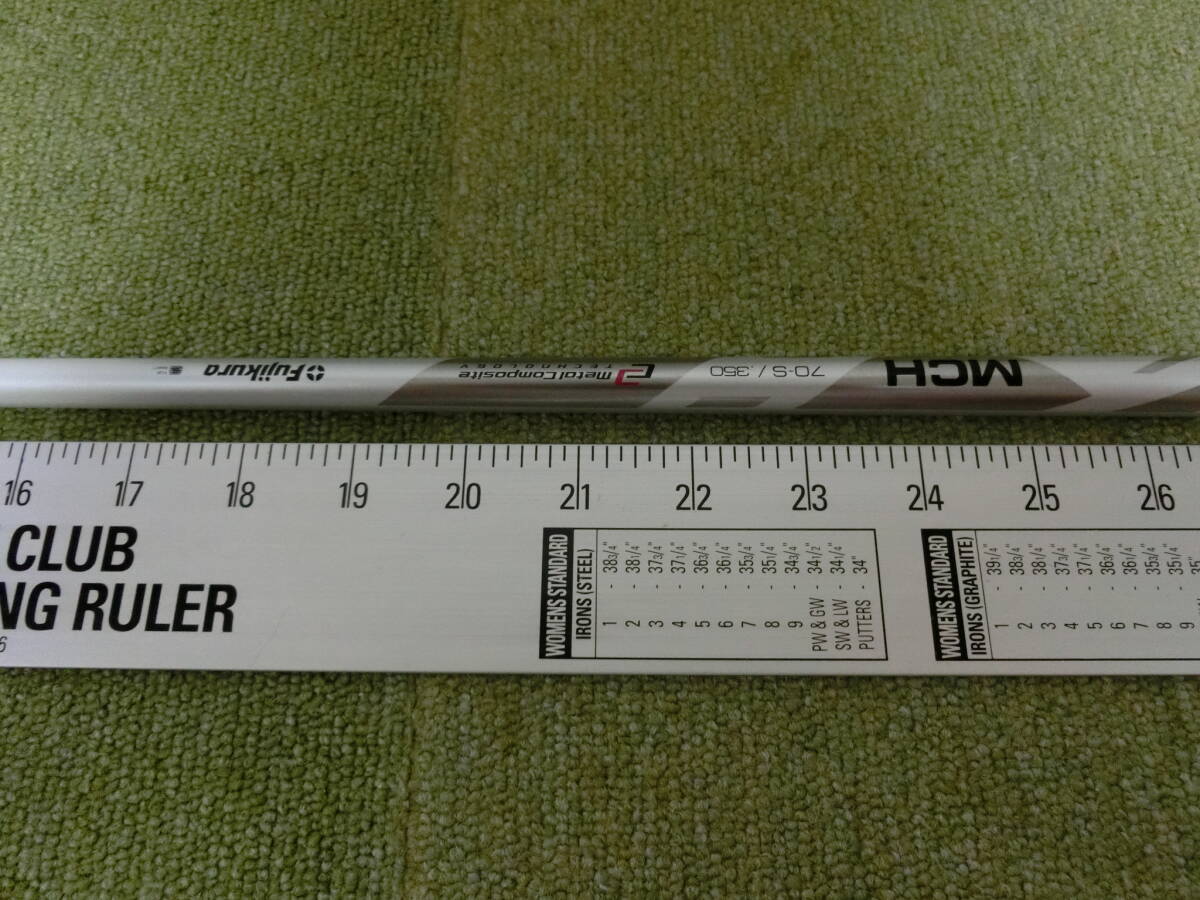 Fujikura
metalComposite
TECHNOLOGY
70-S / .350
MCH
16 17 18 19 20 21 22 23 24 25 26
CLUB
NG RULER
6
WOMENS STANDARD
IRONS (STEEL)
1 - 38 3/4"
2 - 38 1/4"
3 - 37 3/4"
4 - 37 1/4"
5 - 36 3/4"
6 - 36 1/4"
7 - 35 3/4"
8 - 35 1/4"
9 - 34 3/4"
PW & GW - 34 1/2"
SW & LW - 34 1/4"
PUTTERS - 34"
WOMENS STANDARD
IRONS (GRAPHITE)
1 - 39 1/4"
2 - 38 3/4"
3 - 38 1/4"
4 - 37 3/4"
5 - 37 1/4"
6 - 36 3/4"
7 - 36 1/4"
8 - 35 3/4"
9 - 35 1/4"
35"